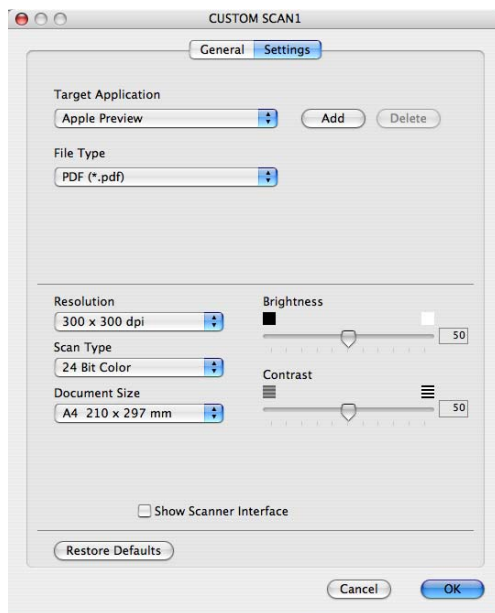 CUSTOM SCAN1
General Settings
Target Application
Apple Preview Add Delete
File Type
PDF (*.pdf)
Resolution
300 x 300 dpi
Scan Type
24 Bit Color
Document Size
A4 210 x 297 mm
Brightness
50
Contrast
50
Show Scanner Interface
Restore Defaults
Cancel OK